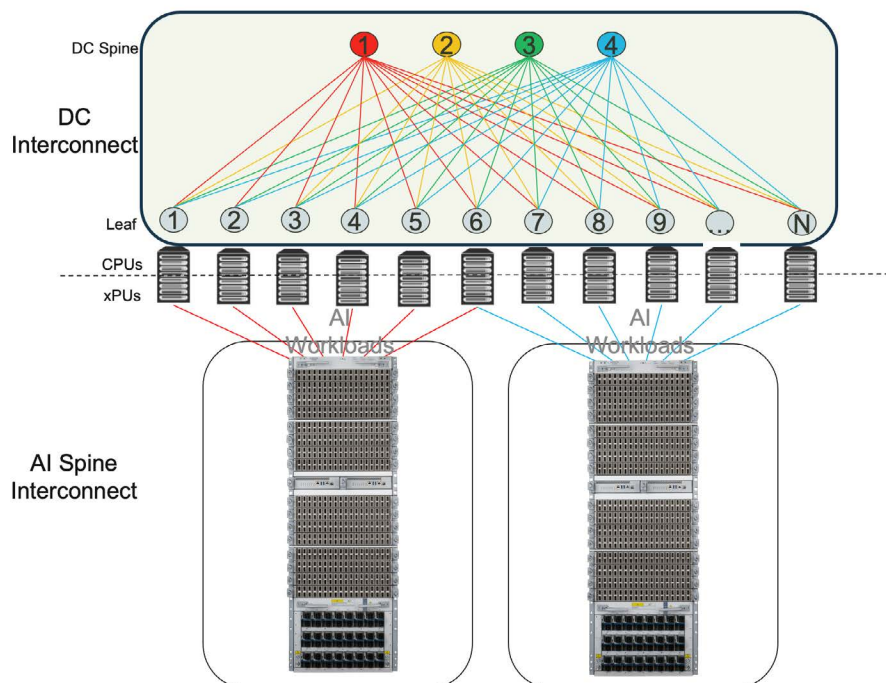 DC Spine
1 2 3 4
DC
Interconnect
Leaf
1 2 3 4 5 6 7 8 9 ... N
CPUs
xPUs
AI
Workloads
AI
Workloads
AI Spine
Interconnect